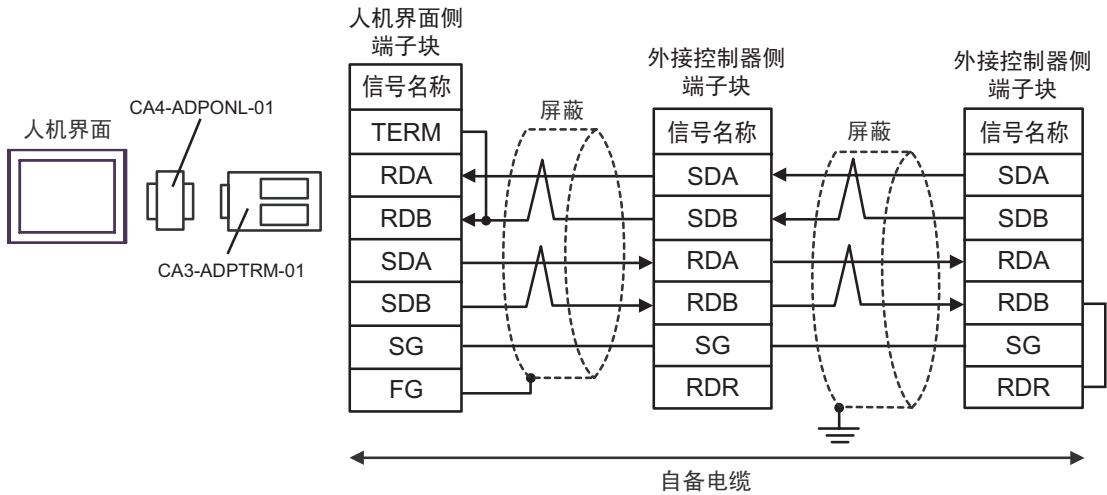 人机界面
CA4-ADPONL-01
CA3-ADPTRM-01
人机界面侧
端子块
信号名称
TERM
RDA
RDB
SDA
SDB
SG
FG
屏蔽
外接控制器侧
端子块
信号名称
SDA
SDB
RDA
RDB
SG
RDR
屏蔽
外接控制器侧
端子块
信号名称
SDA
SDB
RDA
RDB
SG
RDR
自备电缆